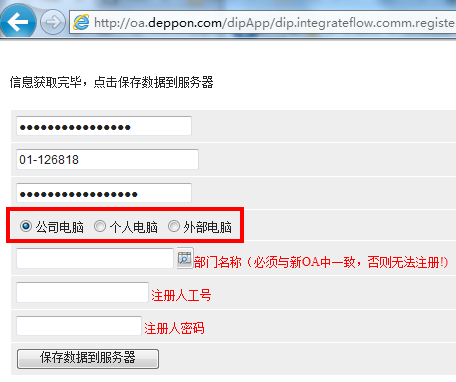 http://oa.deppon.com/dipApp/dip.integrateflow.comm.registe
信息获取完毕，点击保存数据到服务器
••••••••••••••••
01-126818
•••••••••••••••••
公司电脑 个人电脑 外部电脑
部门名称（必须与新OA中一致，否则无法注册!）
注册人工号
注册人密码
保存数据到服务器